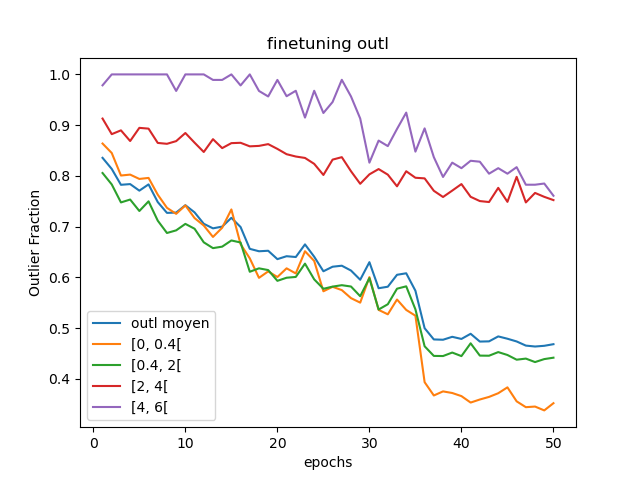 finetuning outl
Outlier Fraction
1.0
0.9
0.8
0.7
0.6
0.5
0.4
outl moyen
[0, 0.4[
[0.4, 2[
[2, 4[
[4, 6[
0 10 20 30 40 50
epochs